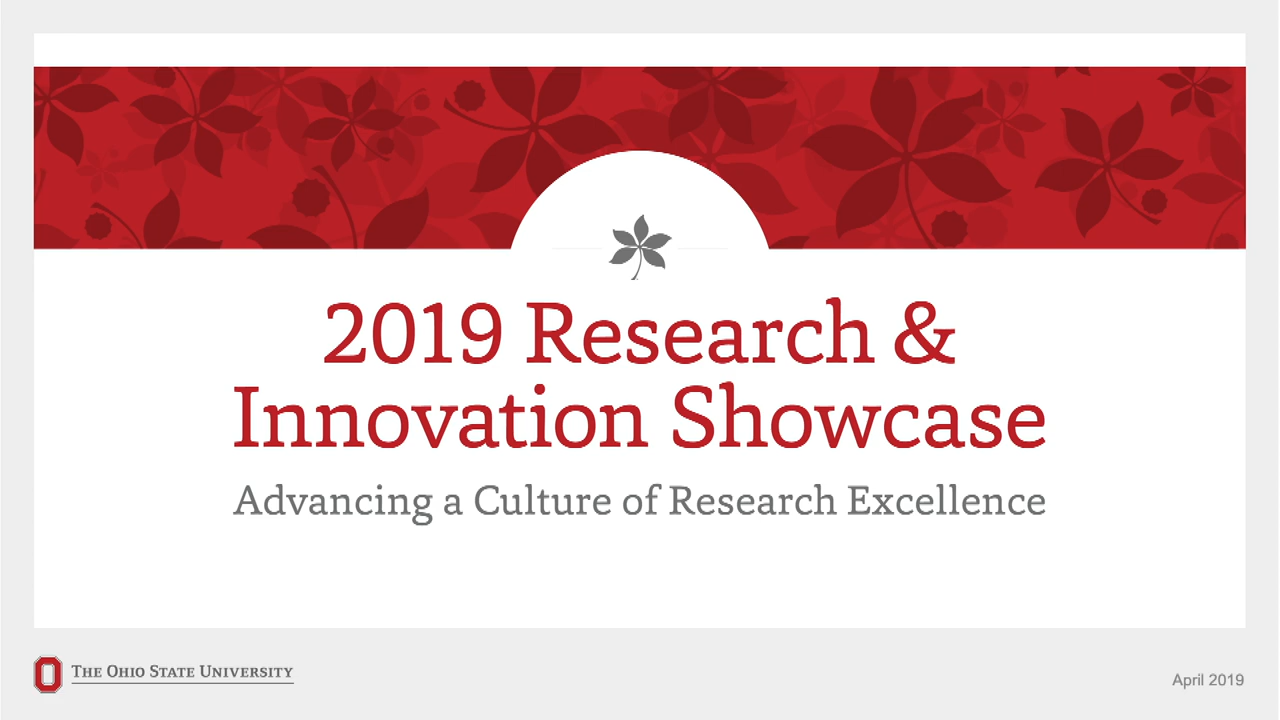 2019 Research &
Innovation Showcase
Advancing a Culture of Research Excellence
The Ohio State University
April 2019